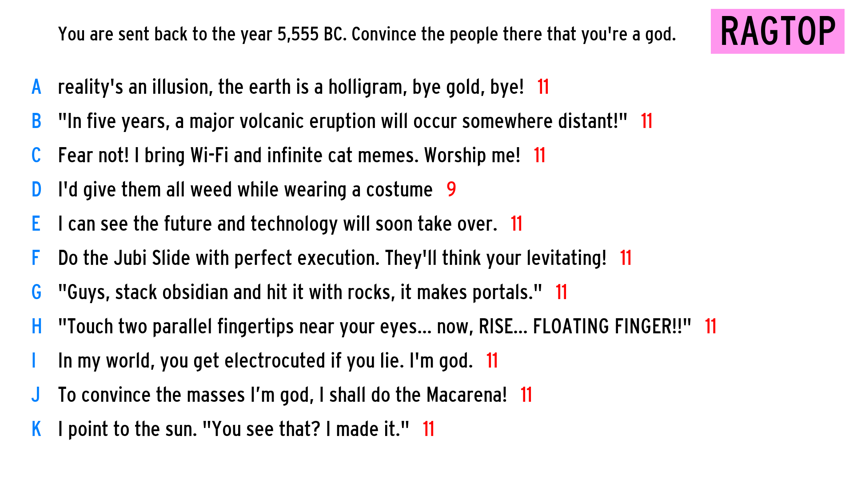 You are sent back to the year 5,555 BC. Convince the people there that you're a god.
RAGTOP
A reality's an illusion, the earth is a holligram, bye gold, bye! 11
B "In five years, a major volcanic eruption will occur somewhere distant!" 11
C Fear not! I bring Wi-Fi and infinite cat memes. Worship me! 11
D I'd give them all weed while wearing a costume 9
E I can see the future and technology will soon take over. 11
F Do the Jubi Slide with perfect execution. They'll think your levitating! 11
G "Guys, stack obsidian and hit it with rocks, it makes portals." 11
H "Touch two parallel fingertips near your eyes... now, RISE... FLOATING FINGER!!" 11
I In my world, you get electrocuted if you lie. I'm god. 11
J To convince the masses I’m god, I shall do the Macarena! 11
K I point to the sun. "You see that? I made it." 11